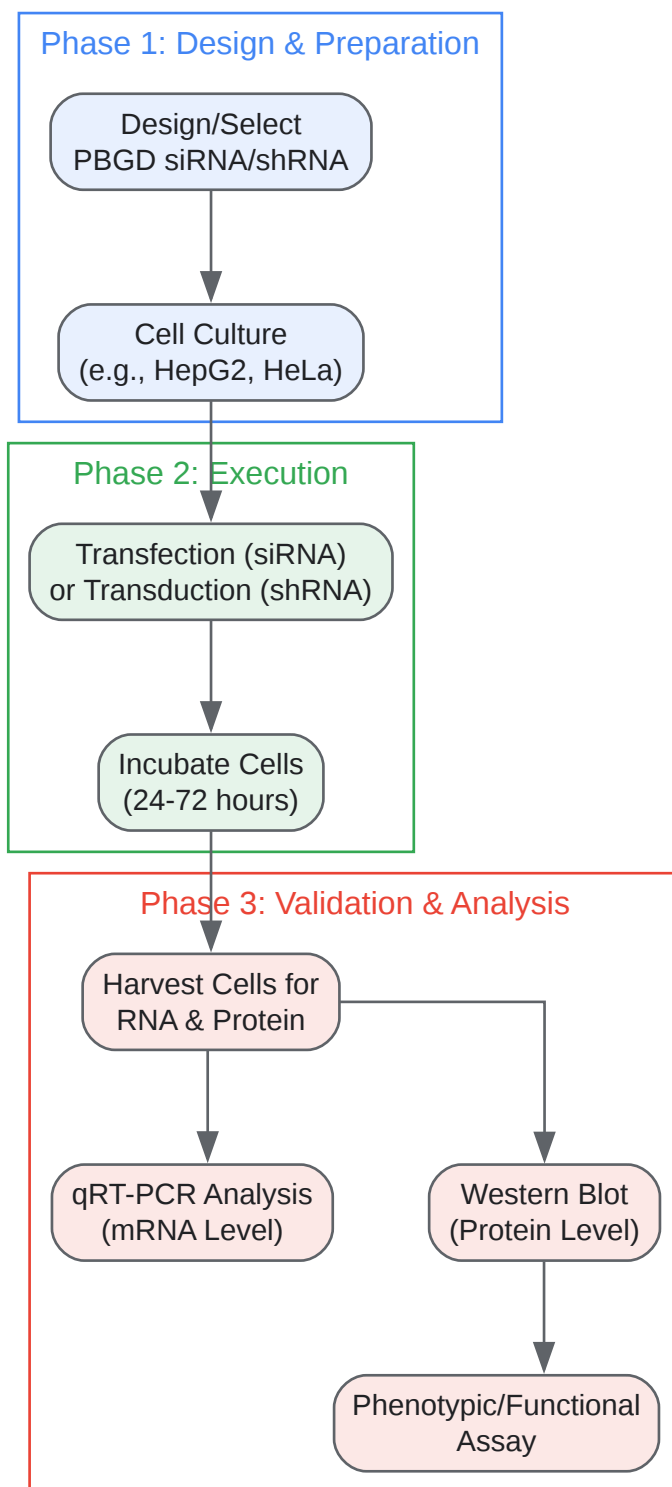 Phase 1: Design & Preparation
Design/Select
PBGD siRNA/shRNA
Cell Culture
(e.g., HepG2, HeLa)
Phase 2: Execution
Transfection (siRNA)
or Transduction (shRNA)
Incubate Cells
(24-72 hours)
Phase 3: Validation & Analysis
Harvest Cells for
RNA & Protein
qRT-PCR Analysis
(mRNA Level)
Western Blot
(Protein Level)
Phenotypic/Functional
Assay